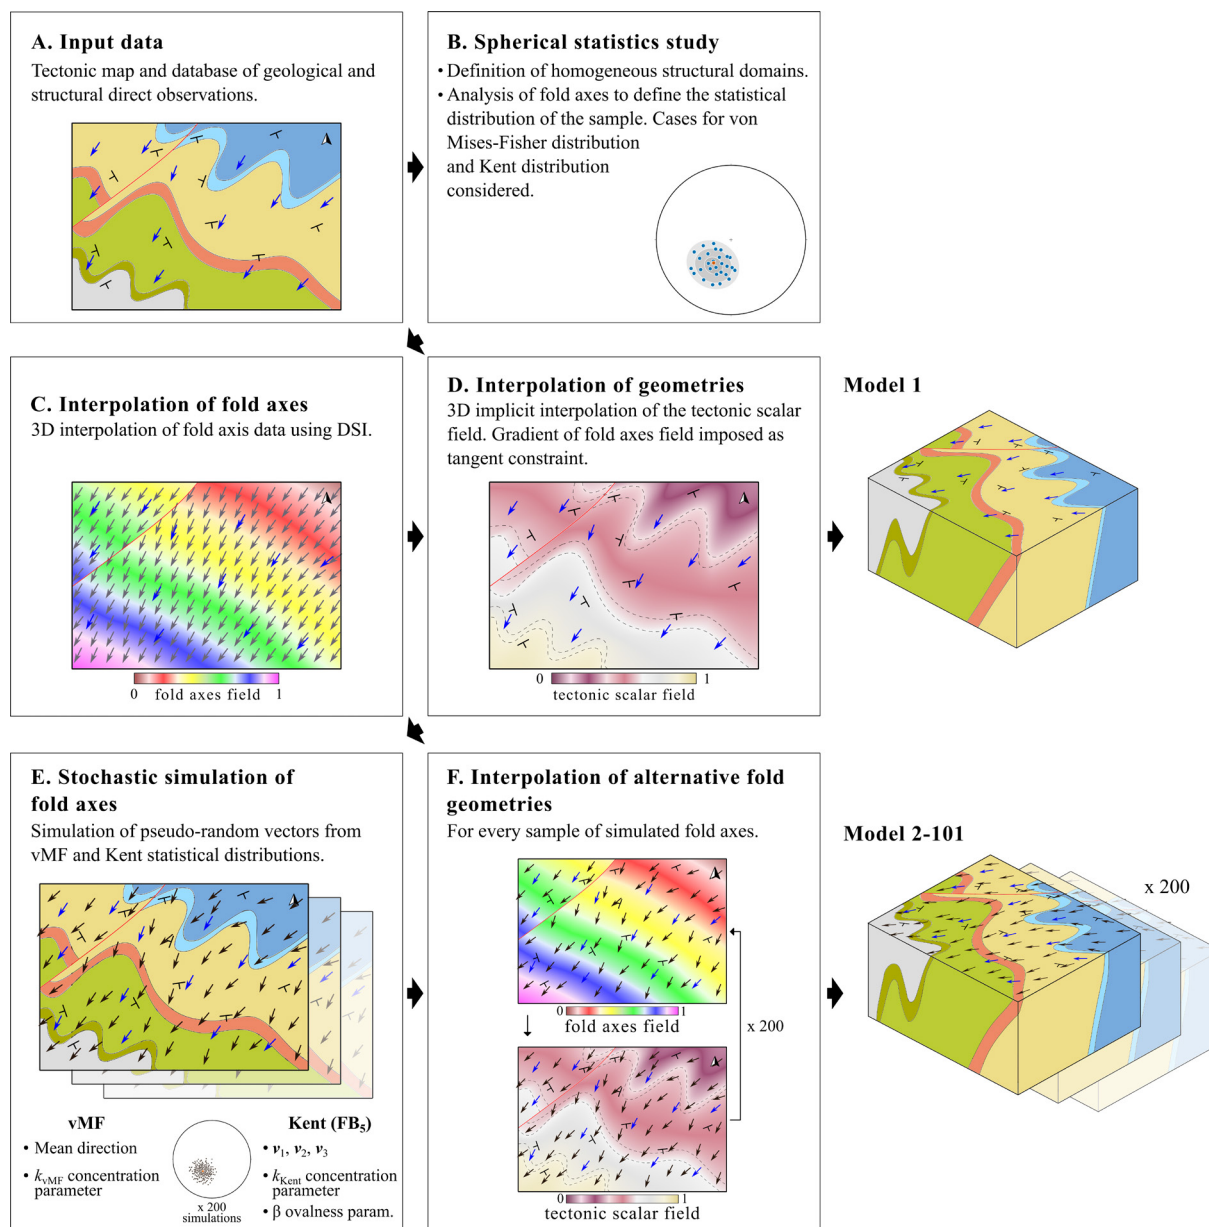 A. Input data
Tectonic map and database of geological and
structural direct observations.
B. Spherical statistics study
• Definition of homogeneous structural domains.
• Analysis of fold axes to define the statistical
distribution of the sample. Cases for von
Mises-Fisher distribution
and Kent distribution
considered.
C. Interpolation of fold axes
3D interpolation of fold axis data using DSI.
0 fold axes field 1
D. Interpolation of geometries
3D implicit interpolation of the tectonic scalar
field. Gradient of fold axes field imposed as
tangent constraint.
0 tectonic scalar field 1
Model 1
E. Stochastic simulation of
fold axes
Simulation of pseudo-random vectors from
vMF and Kent statistical distributions.
vMF
• Mean direction
• k_vMF concentration
parameter
x 200
simulations
Kent (FB₅)
• ν₁, ν₂, ν₃
• k_Kent concentration
parameter
• β ovalness param.
F. Interpolation of alternative fold
geometries
For every sample of simulated fold axes.
0 fold axes field 1
x 200
0 tectonic scalar field 1
Model 2-101
x 200